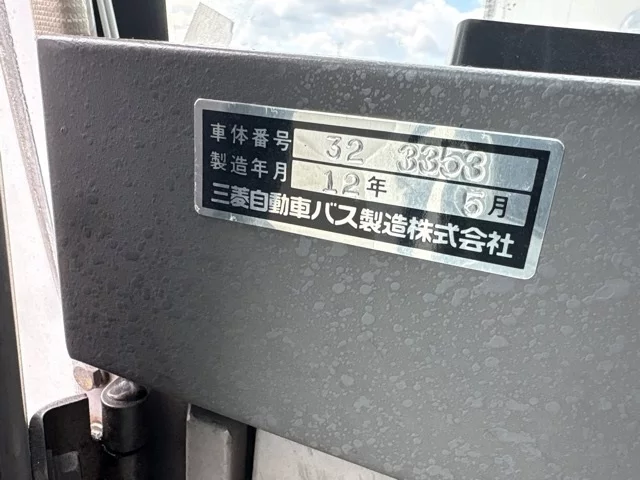 車体番号 32 3353
製造年月 12年 5月
三菱自動車バス製造株式会社